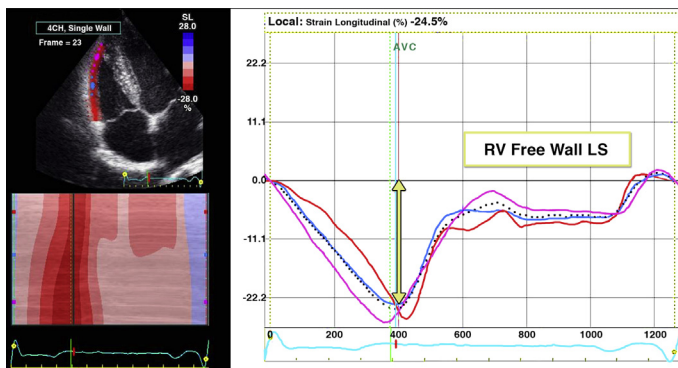 4CH, Single Wall
Frame = 23
SL
28.0
-28.0
%
Local: Strain Longitudinal (%) -24.5%
AVC
22.2
11.1
0.0
-11.1
-22.2
RV Free Wall LS
0
200
400
600
800
1000
1200